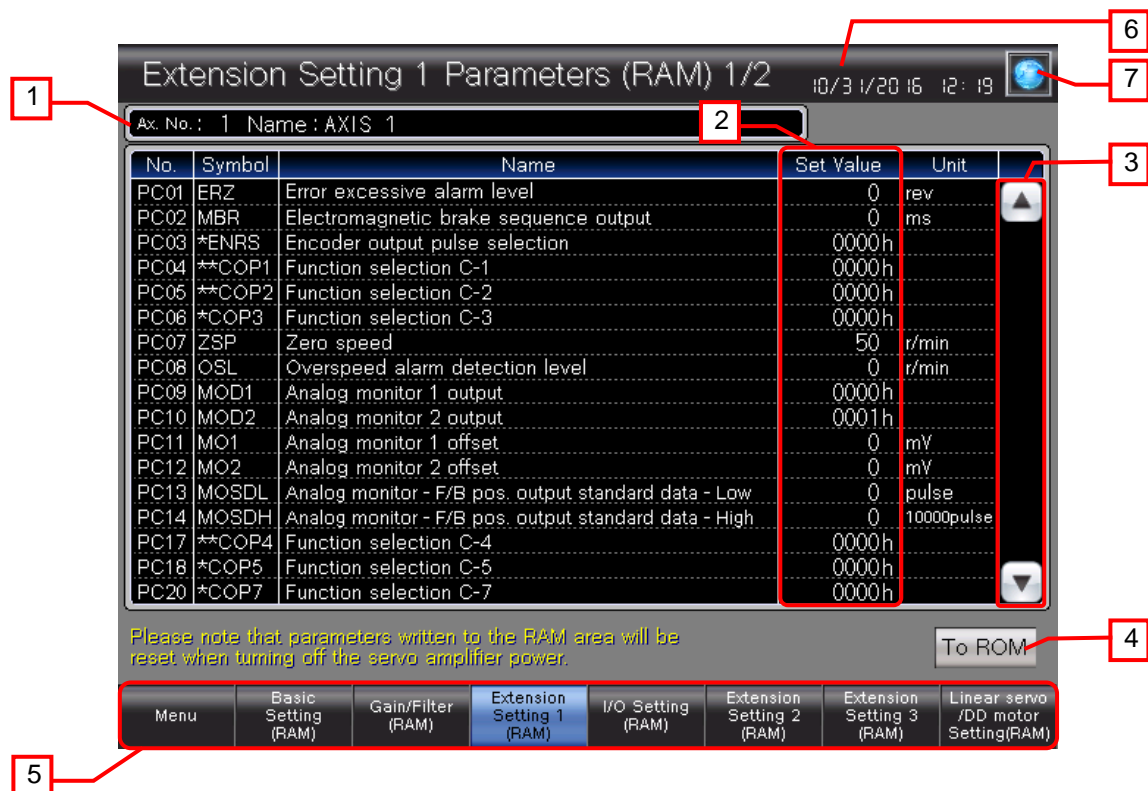 6
Extension Setting 1 Parameters (RAM) 1/2
10/31/2016 12:19
7
1
Ax. No.: 1 Name:AXIS 1
2
No. Symbol Name Set Value Unit
3
PC01 ERZ Error excessive alarm level 0 rev
PC02 MBR Electromagnetic brake sequence output 0 ms
PC03 *ENRS Encoder output pulse selection 0000h
PC04 **COP1 Function selection C-1 0000h
PC05 **COP2 Function selection C-2 0000h
PC06 *COP3 Function selection C-3 0000h
PC07 ZSP Zero speed 50 r/min
PC08 OSL Overspeed alarm detection level 0 r/min
PC09 MOD1 Analog monitor 1 output 0000h
PC10 MOD2 Analog monitor 2 output 0001h
PC11 MO1 Analog monitor 1 offset 0 mV
PC12 MO2 Analog monitor 2 offset 0 mV
PC13 MOSDL Analog monitor - F/B pos. output standard data - Low 0 pulse
PC14 MOSDH Analog monitor - F/B pos. output standard data - High 0 10000pulse
PC17 **COP4 Function selection C-4 0000h
PC18 *COP5 Function selection C-5 0000h
PC20 *COP7 Function selection C-7 0000h
Please note that parameters written to the RAM area will be
reset when turning off the servo amplifier power.
To ROM
4
Menu
Basic
Setting
(RAM)
Gain/Filter
(RAM)
Extension
Setting 1
(RAM)
I/O Setting
(RAM)
Extension
Setting 2
(RAM)
Extension
Setting 3
(RAM)
Linear servo
/DD motor
Setting(RAM)
5